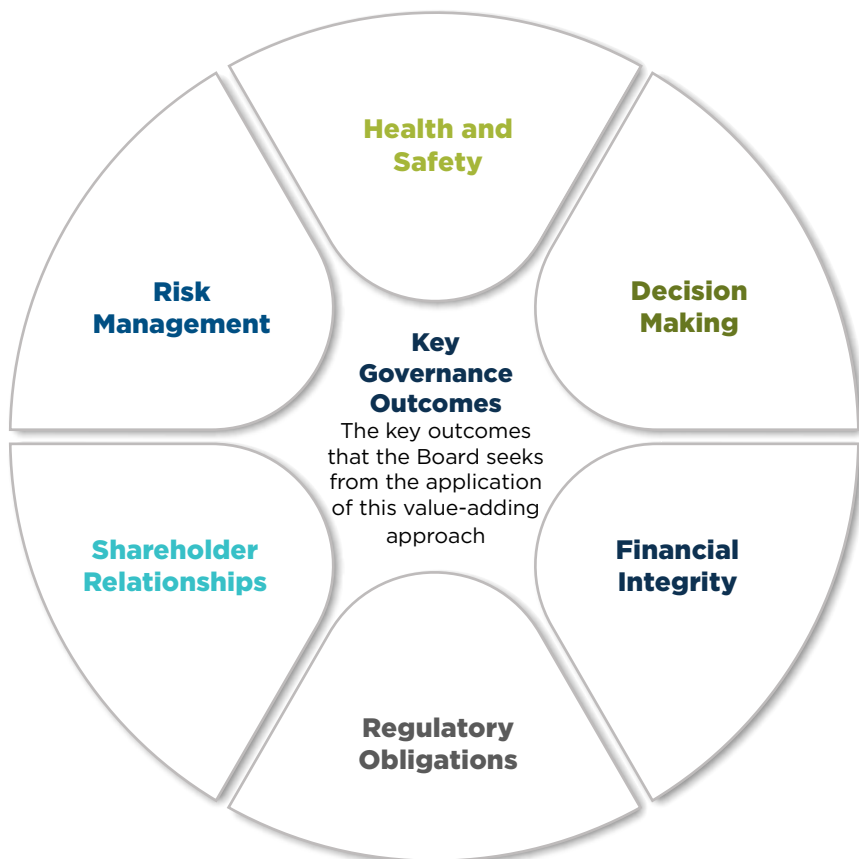 Health and
Safety
Decision
Making
Financial
Integrity
Regulatory
Obligations
Shareholder
Relationships
Risk
Management
Key
Governance
Outcomes
The key outcomes
that the Board seeks
from the application
of this value-adding
approach